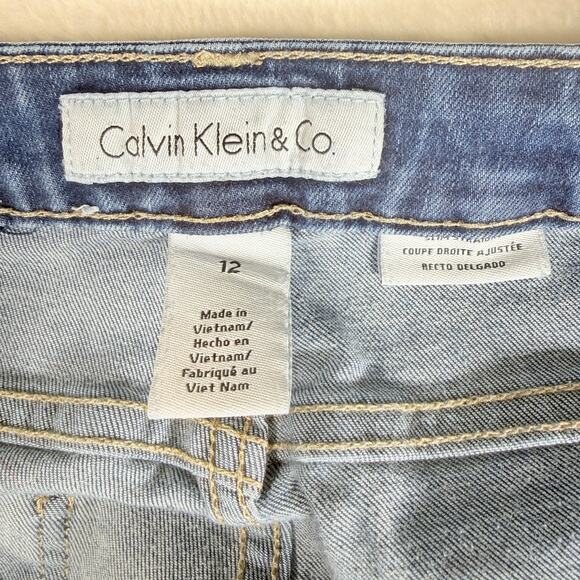 Calvin Klein & Co.
12
Made in
Vietnam/
Hecho en
Vietnam/
Fabriqué au
Viet Nam
COUPE DROITE AJUSTÉE
RECTO DELGADO